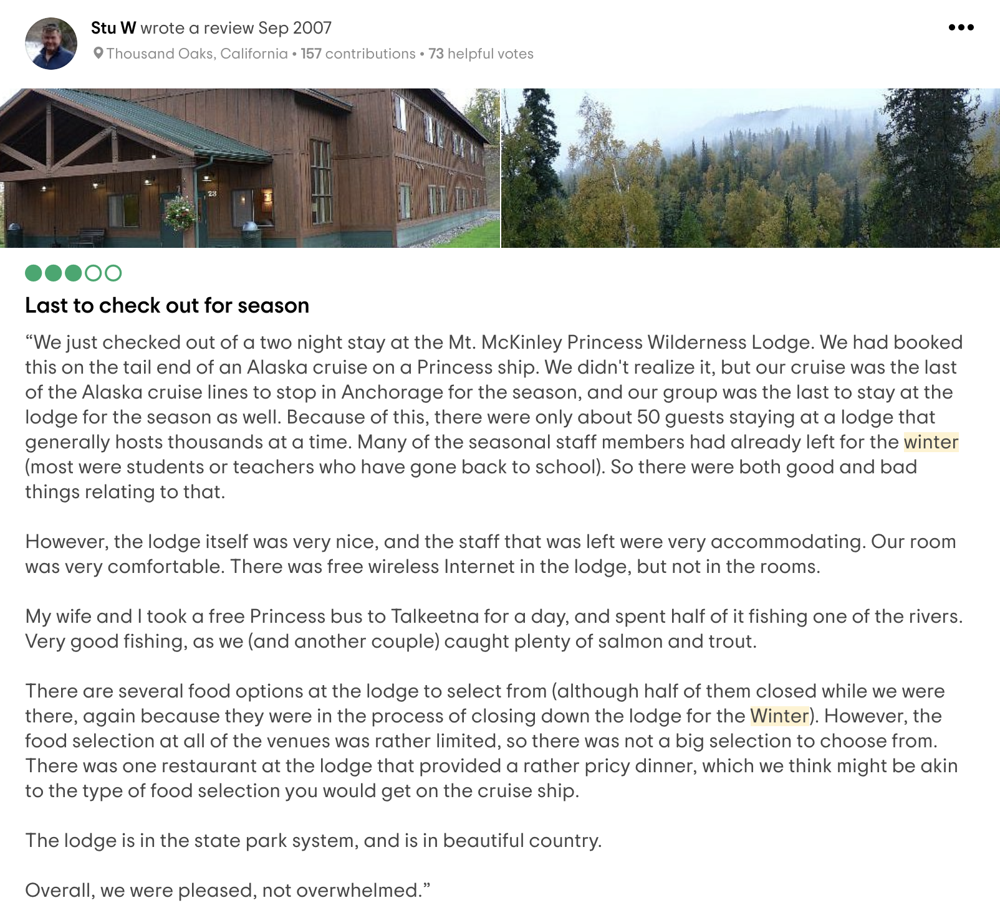 Stu W wrote a review Sep 2007
Thousand Oaks, California • 157 contributions • 73 helpful votes
23
Last to check out for season
“We just checked out of a two night stay at the Mt. McKinley Princess Wilderness Lodge. We had booked
this on the tail end of an Alaska cruise on a Princess ship. We didn't realize it, but our cruise was the last
of the Alaska cruise lines to stop in Anchorage for the season, and our group was the last to stay at the
lodge for the season as well. Because of this, there were only about 50 guests staying at a lodge that
generally hosts thousands at a time. Many of the seasonal staff members had already left for the winter
(most were students or teachers who have gone back to school). So there were both good and bad
things relating to that.
However, the lodge itself was very nice, and the staff that was left were very accommodating. Our room
was very comfortable. There was free wireless Internet in the lodge, but not in the rooms.
My wife and I took a free Princess bus to Talkeetna for a day, and spent half of it fishing one of the rivers.
Very good fishing, as we (and another couple) caught plenty of salmon and trout.
There are several food options at the lodge to select from (although half of them closed while we were
there, again because they were in the process of closing down the lodge for the Winter). However, the
food selection at all of the venues was rather limited, so there was not a big selection to choose from.
There was one restaurant at the lodge that provided a rather pricy dinner, which we think might be akin
to the type of food selection you would get on the cruise ship.
The lodge is in the state park system, and is in beautiful country.
Overall, we were pleased, not overwhelmed.”